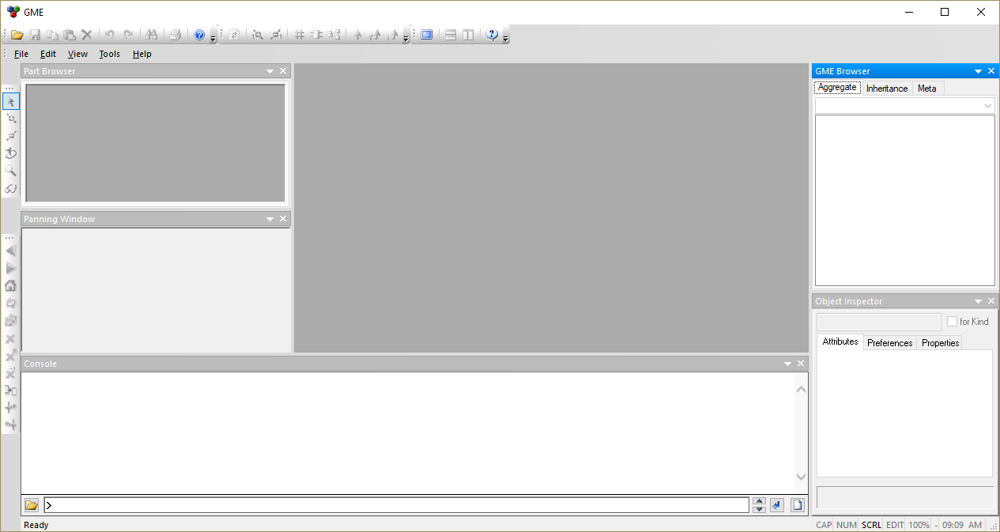 GME
File Edit View Tools Help
Part Browser
GME Browser
Aggregate Inheritance Meta
Panning Window
Object Inspector
for Kind
Attributes Preferences Properties
Console
>
Ready
CAP NUM SCRL EDIT 100% - 09:09 AM